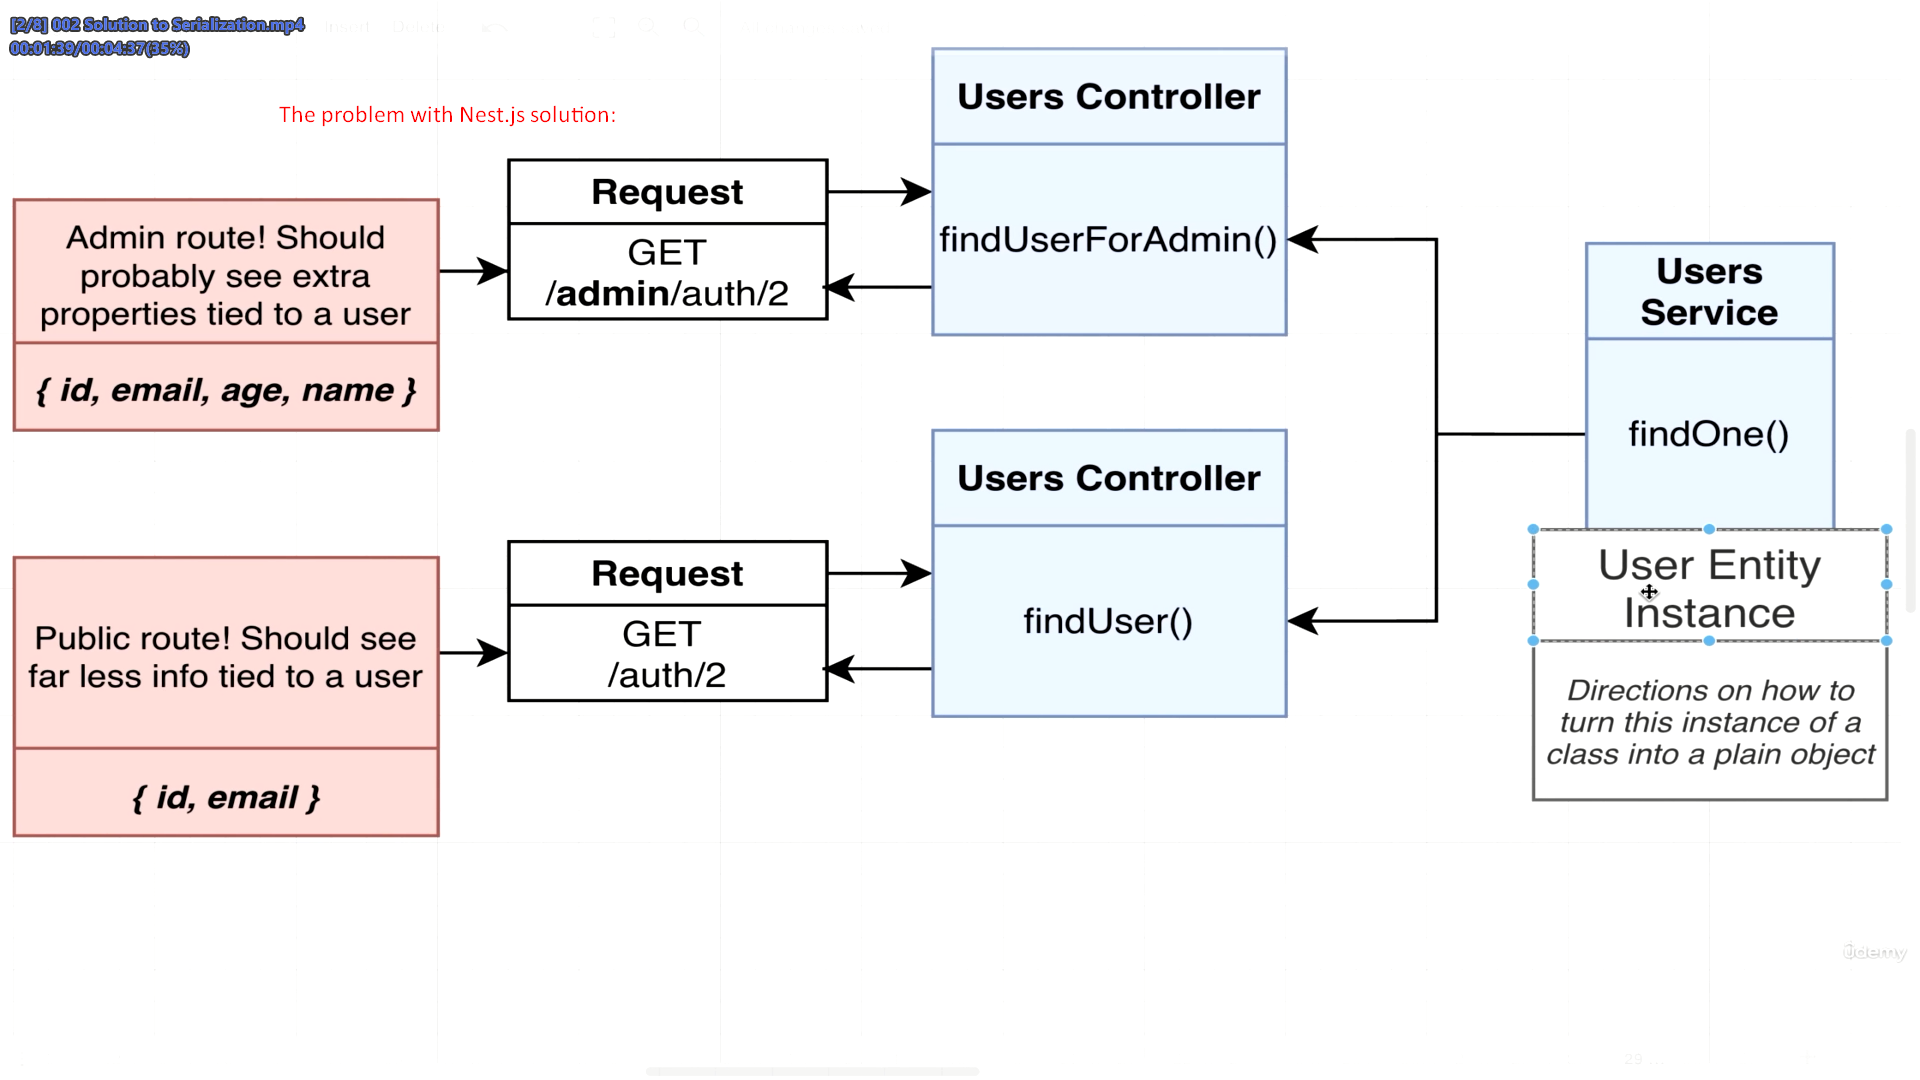 [2/8] 002 Solution to Serialization.mp4
00:01:39/00:04:37(35%)
The problem with Nest.js solution:
Admin route! Should
probably see extra
properties tied to a user
{ id, email, age, name }
Request
GET
/admin/auth/2
Users Controller
findUserForAdmin()
Users
Service
findOne()
User Entity
Instance
Directions on how to
turn this instance of a
class into a plain object
Public route! Should see
far less info tied to a user
{ id, email }
Request
GET
/auth/2
Users Controller
findUser()
ûdemy